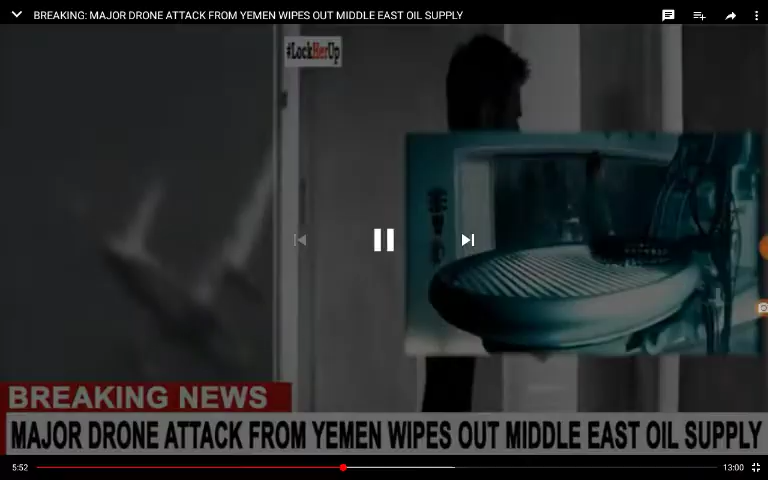 BREAKING: MAJOR DRONE ATTACK FROM YEMEN WIPES OUT MIDDLE EAST OIL SUPPLY
#LockHerUp
BREAKING NEWS
MAJOR DRONE ATTACK FROM YEMEN WIPES OUT MIDDLE EAST OIL SUPPLY
5:52
13:00